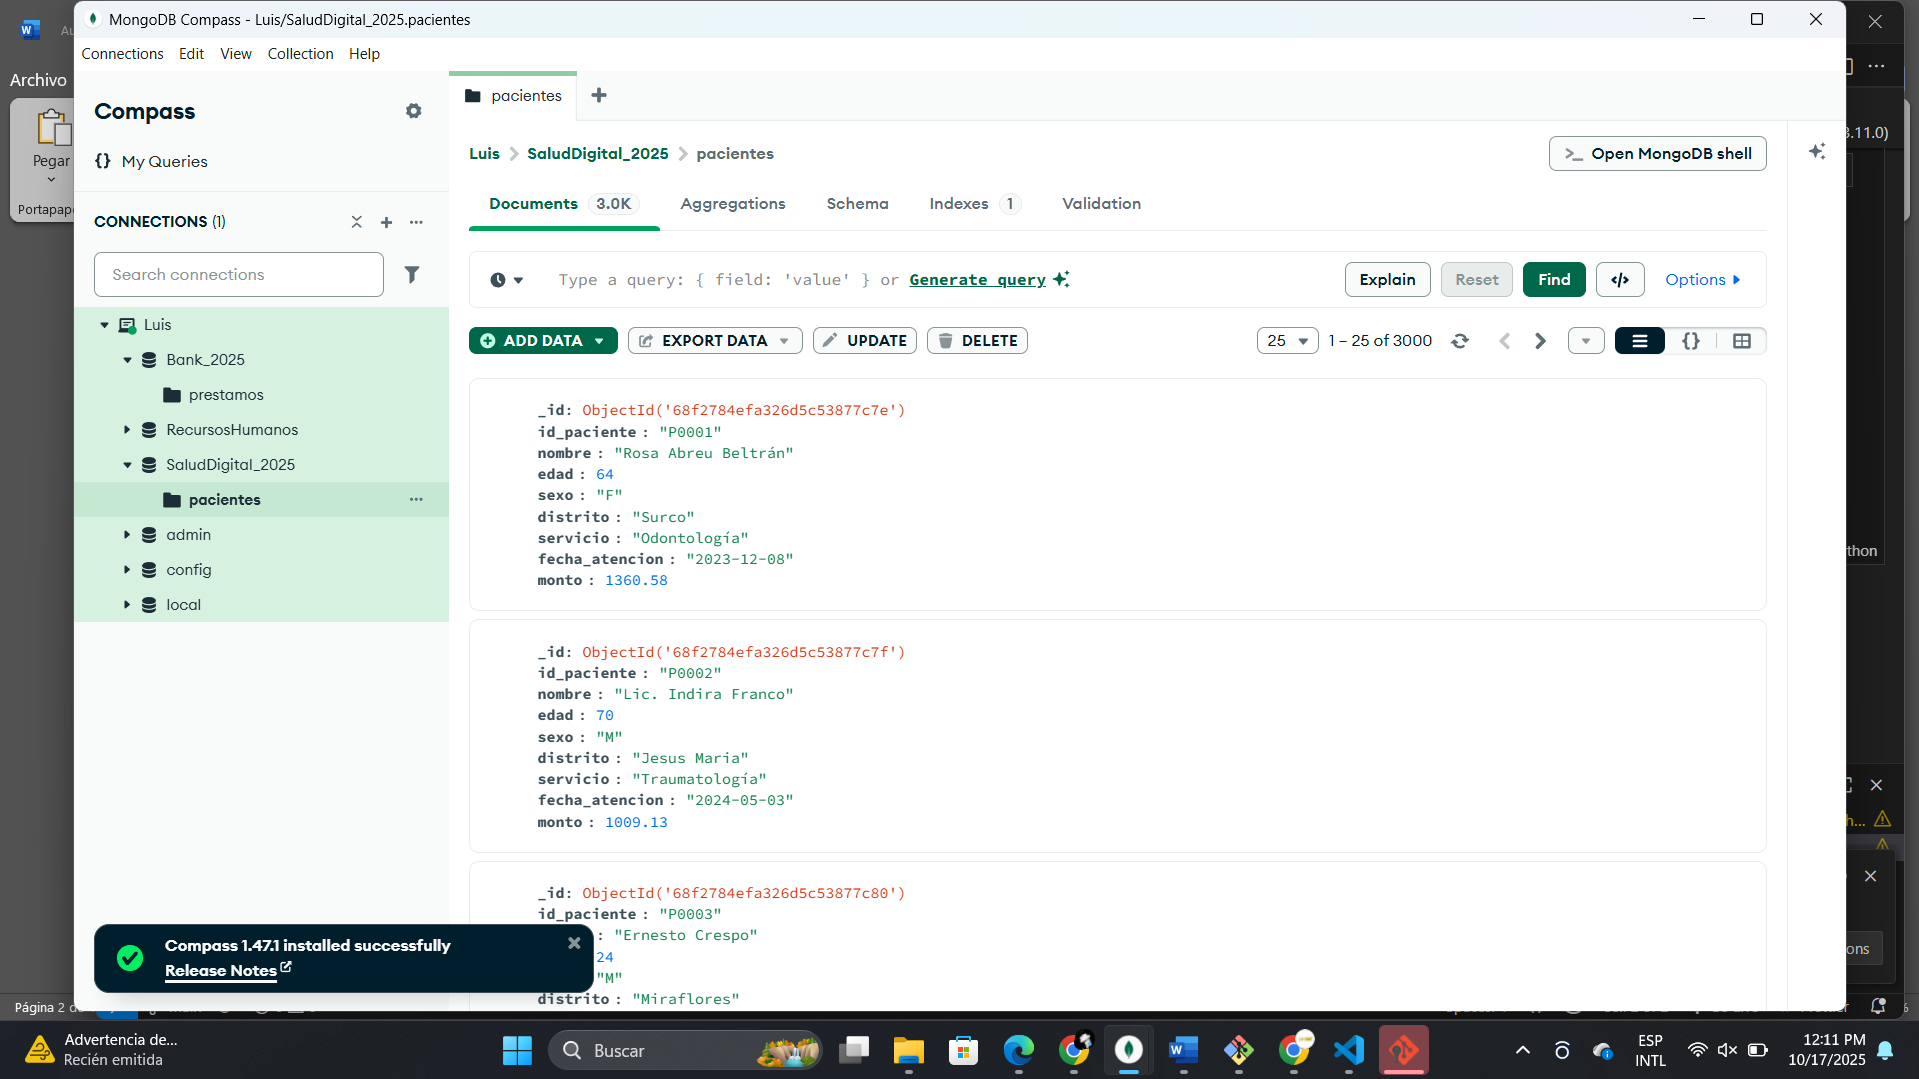 MongoDB Compass - Luis/SaludDigital_2025.pacientes
Connections Edit View Collection Help
Archivo
Pegar
Compass
My Queries
CONNECTIONS (1)
Search connections
Luis
Bank_2025
prestamos
RecursosHumanos
SaludDigital_2025
pacientes
admin
config
local
pacientes
Luis > SaludDigital_2025 > pacientes
Open MongoDB shell
Documents 3.0K Aggregations Schema Indexes 1 Validation
Type a query: { field: 'value' } or Generate query
Explain Reset Find </> Options
ADD DATA EXPORT DATA UPDATE DELETE
25 1 – 25 of 3000
_id: ObjectId('68f2784efa326d5c53877c7e')
id_paciente : "P0001"
nombre : "Rosa Abreu Beltrán"
edad : 64
sexo : "F"
distrito : "Surco"
servicio : "Odontología"
fecha_atencion : "2023-12-08"
monto : 1360.58
_id: ObjectId('68f2784efa326d5c53877c7f')
id_paciente : "P0002"
nombre : "Lic. Indira Franco"
edad : 70
sexo : "M"
distrito : "Jesus Maria"
servicio : "Traumatología"
fecha_atencion : "2024-05-03"
monto : 1009.13
_id: ObjectId('68f2784efa326d5c53877c80')
id_paciente : "P0003"
: "Ernesto Crespo"
24
"M"
distrito : "Miraflores"
Compass 1.47.1 installed successfully
Release Notes
3.11.0)
thon
ons
Página 2 de
Advertencia de...
Recién emitida
Buscar
ESP
INTL
12:11 PM
10/17/2025